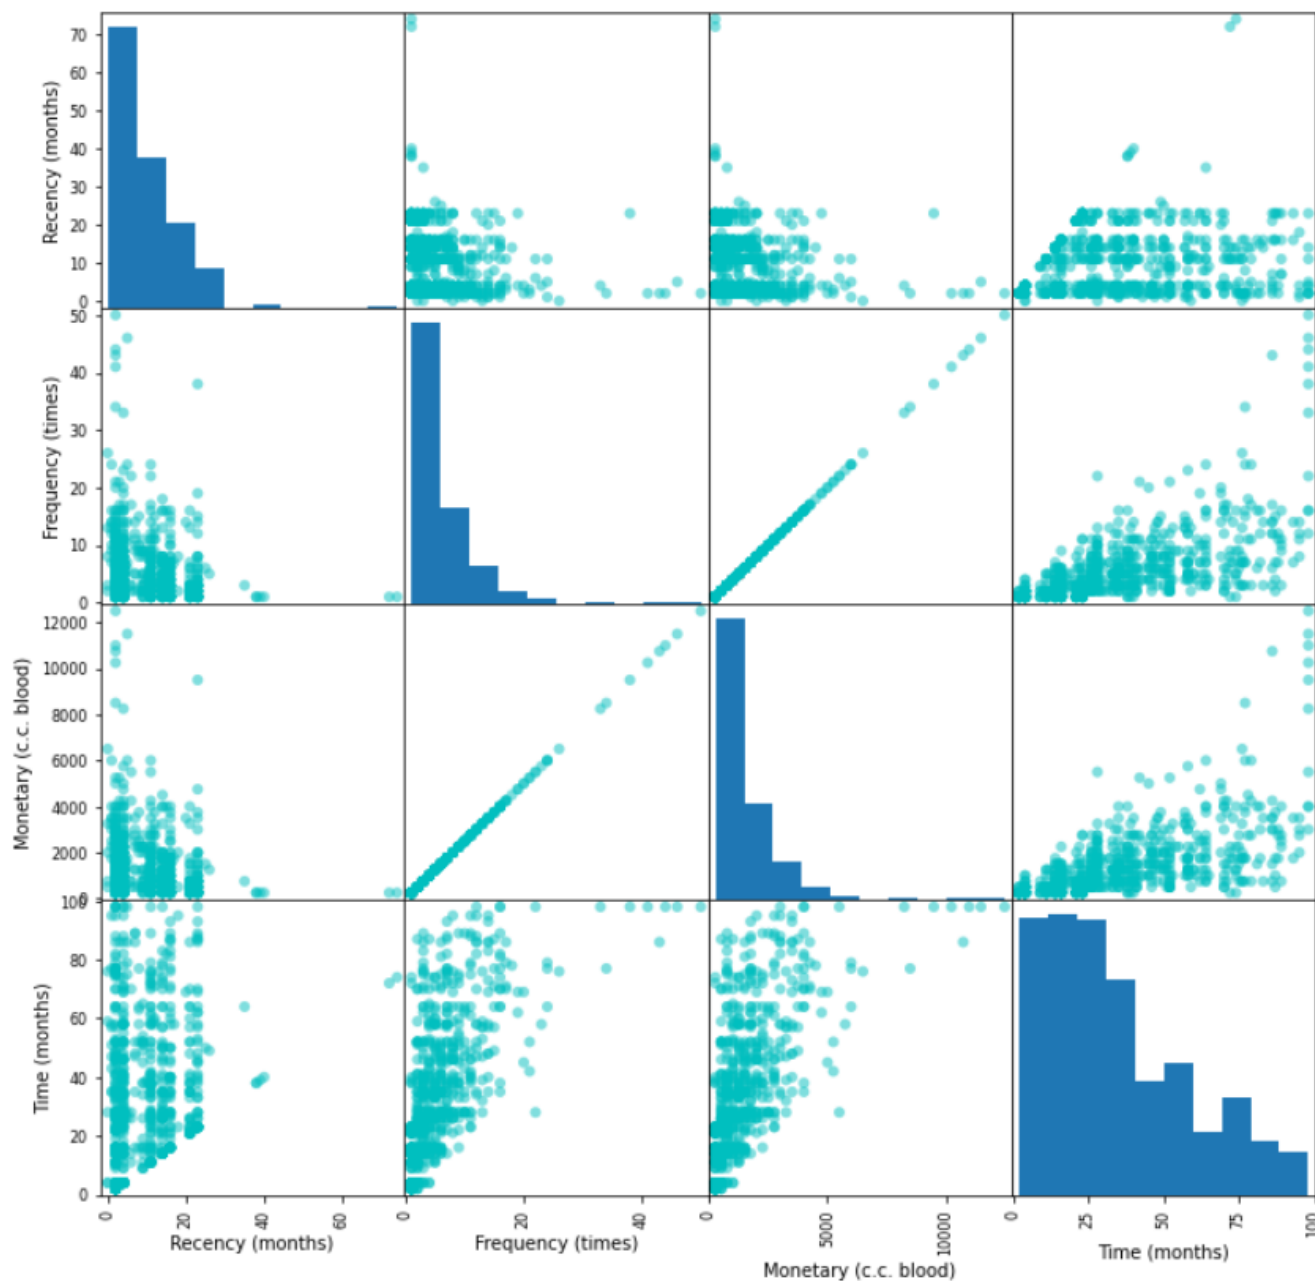 70
60
50
40
30
20
10
0
Recency (months)
50
40
30
20
10
0
Frequency (times)
12000
10000
8000
6000
4000
2000
0
Monetary (c.c. blood)
100
80
60
40
20
0
Time (months)
0 20 40 60
Recency (months)
0 20 40
Frequency (times)
0 5000 10000
Monetary (c.c. blood)
0 25 50 75 100
Time (months)